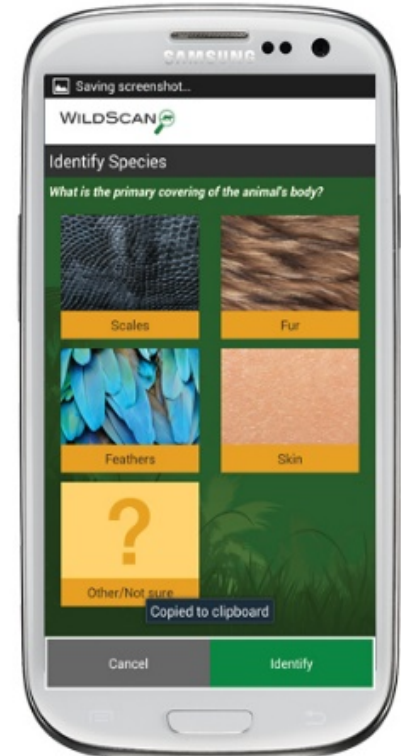 SAMSUNG
Saving screenshot...
WILDSCAN
Identify Species
What is the primary covering of the animal's body?
Scales
Fur
Feathers
Skin
?
Other/Not sure
Copied to clipboard
Cancel
Identify